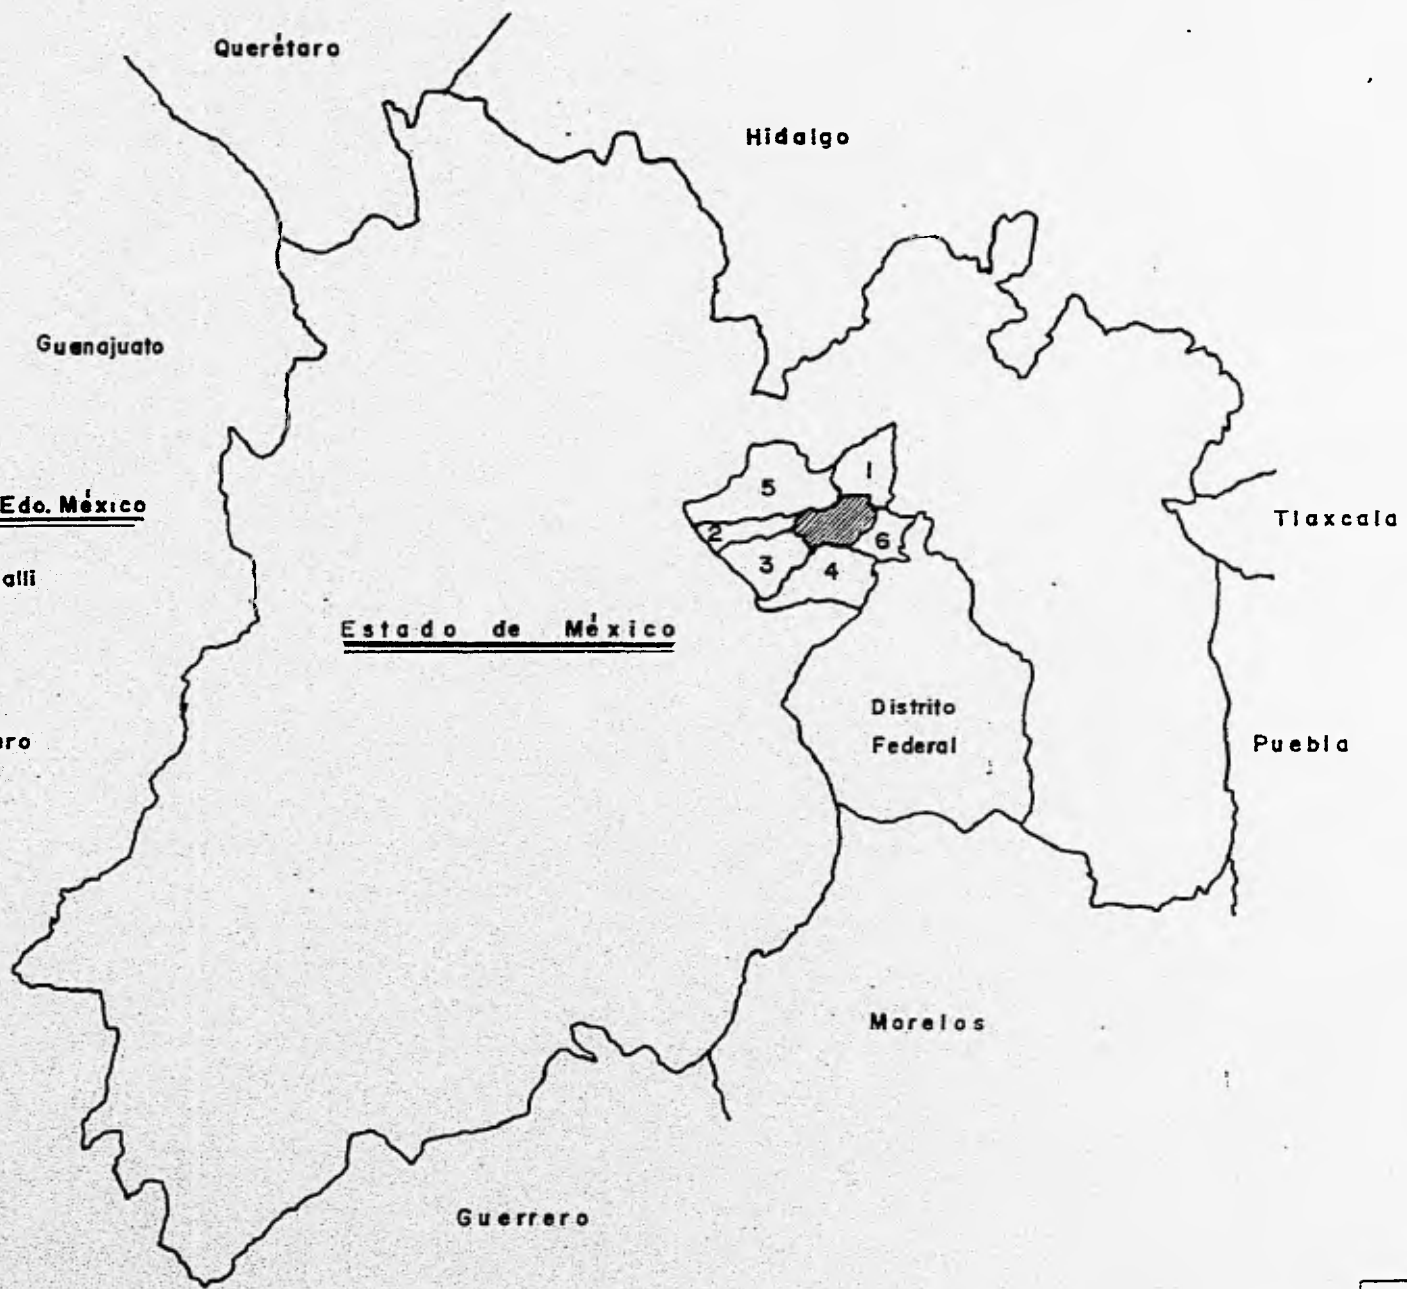 Querétaro
Hidalgo
Guanajuato
Edo. México
5
1
2
6
3
4
alli
Tlaxcala
Estado de México
Distrito
Federal
ero
Puebla
Morelos
Guerrero